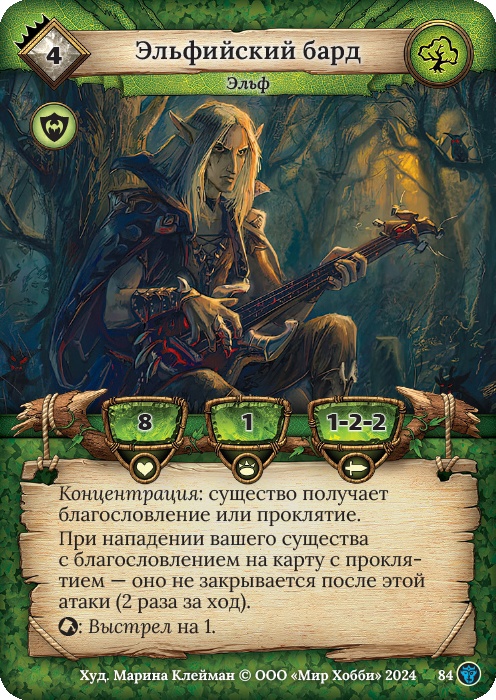 4
Эльфийский бард
Эльф
8
1
1-2-2
Концентрация: существо получает
благословление или проклятие.
При нападении вашего существа
с благословлением на карту с прокля-
тием — оно не закрывается после этой
атаки (2 раза за ход).
: Выстрел на 1.
Худ. Марина Клейман © ООО «Мир Хобби» 2024
84